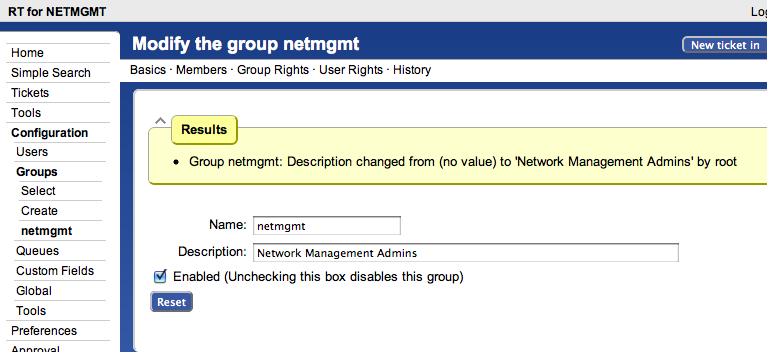 RT for NETMGMT
Modify the group netmgmt
New ticket in
Basics · Members · Group Rights · User Rights · History
Home
Simple Search
Tickets
Tools
Configuration
Users
Groups
Select
Create
netmgmt
Queues
Custom Fields
Global
Tools
Preferences
Approval
Results
• Group netmgmt: Description changed from (no value) to 'Network Management Admins' by root
Name: netmgmt
Description: Network Management Admins
Enabled (Unchecking this box disables this group)
Reset